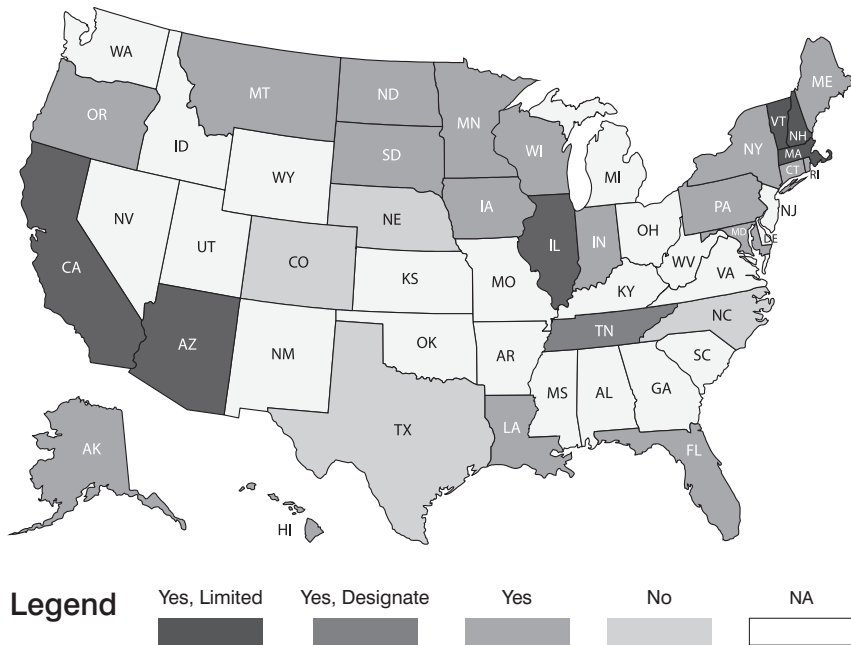 WA
OR
MT
ND
ID
SD
MN
WI
MI
ME
VT
NH
NY
MA
CT
RI
WY
NV
UT
CO
NE
IA
IL
IN
OH
PA
NJ
MD
DE
WV
VA
CA
KS
MO
KY
NC
TN
AZ
NM
OK
AR
SC
MS
AL
GA
TX
LA
FL
AK
HI
Legend
Yes, Limited
Yes, Designate
Yes
No
NA